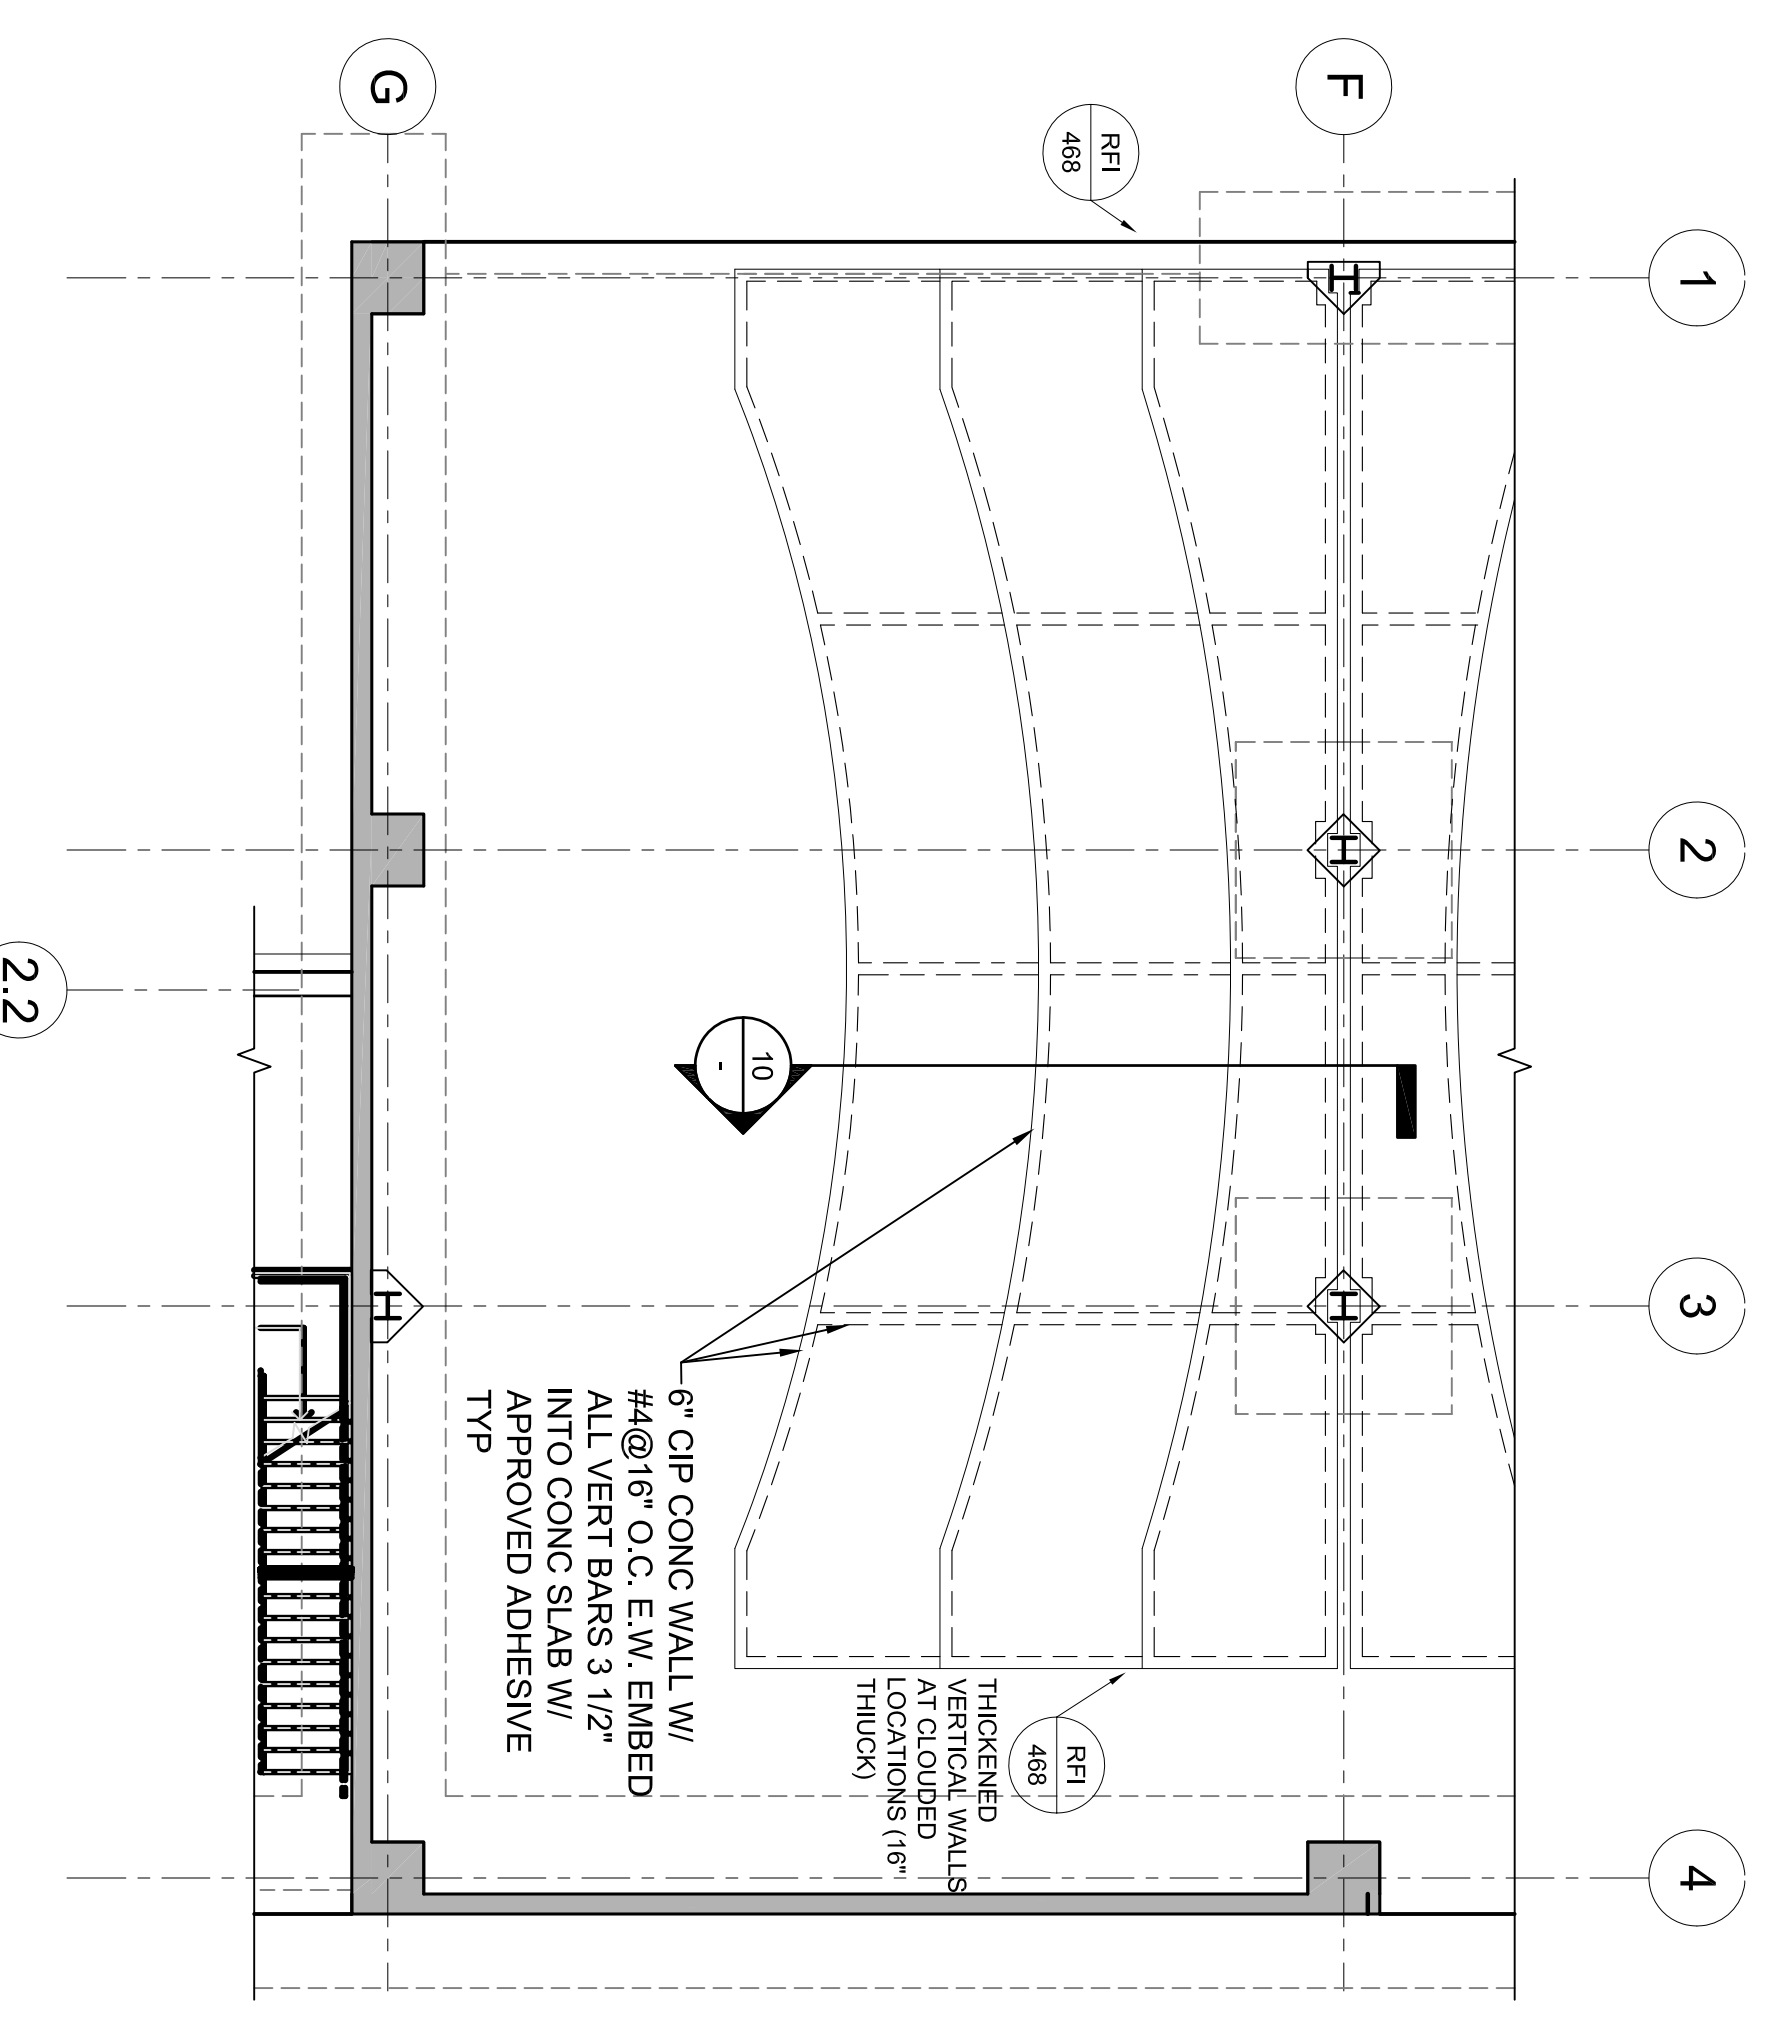 1
2
3
4
F
G
2.2
RFI
468
10
-
6" CIP CONC WALL W/
#4@16" O.C. E.W. EMBED
ALL VERT BARS 3 1/2"
INTO CONC SLAB W/
APPROVED ADHESIVE
TYP
RFI
468
THICKENED
VERTICAL WALLS
AT CLOUDED
LOCATIONS (16"
THIUCK)